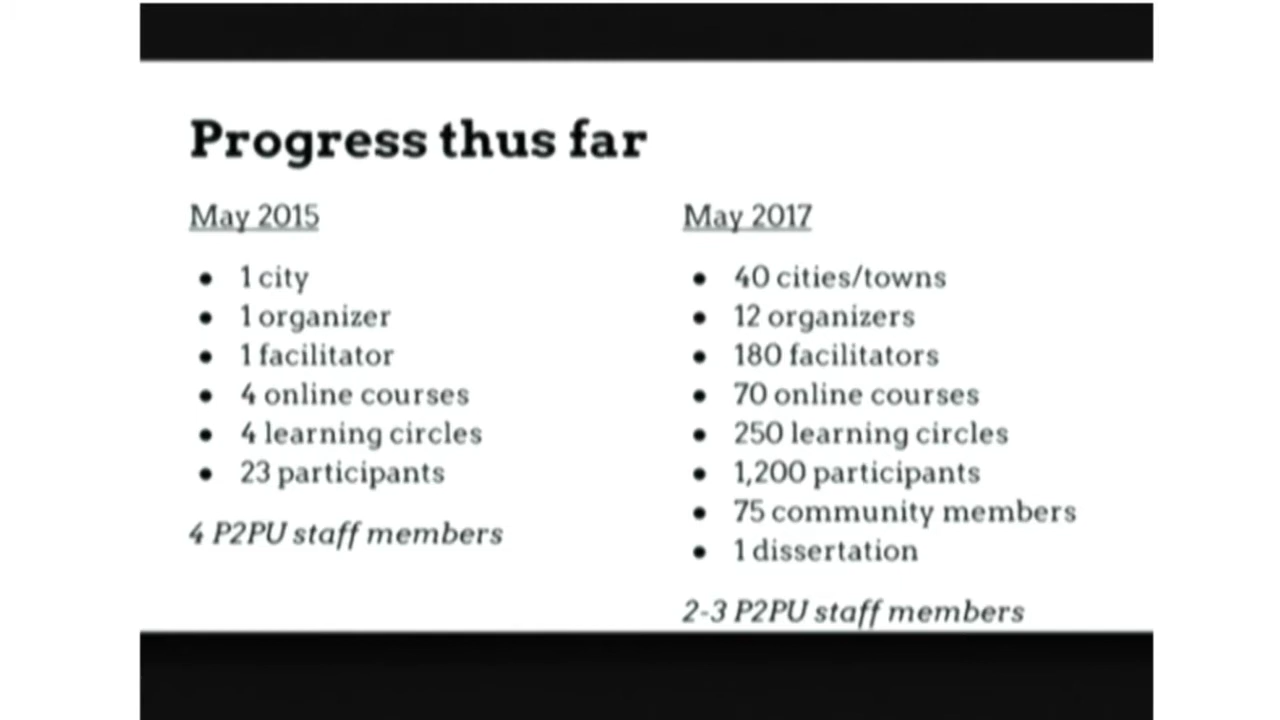 Progress thus far
May 2015
● 1 city
● 1 organizer
● 1 facilitator
● 4 online courses
● 4 learning circles
● 23 participants
4 P2PU staff members
May 2017
● 40 cities/towns
● 12 organizers
● 180 facilitators
● 70 online courses
● 250 learning circles
● 1,200 participants
● 75 community members
● 1 dissertation
2-3 P2PU staff members